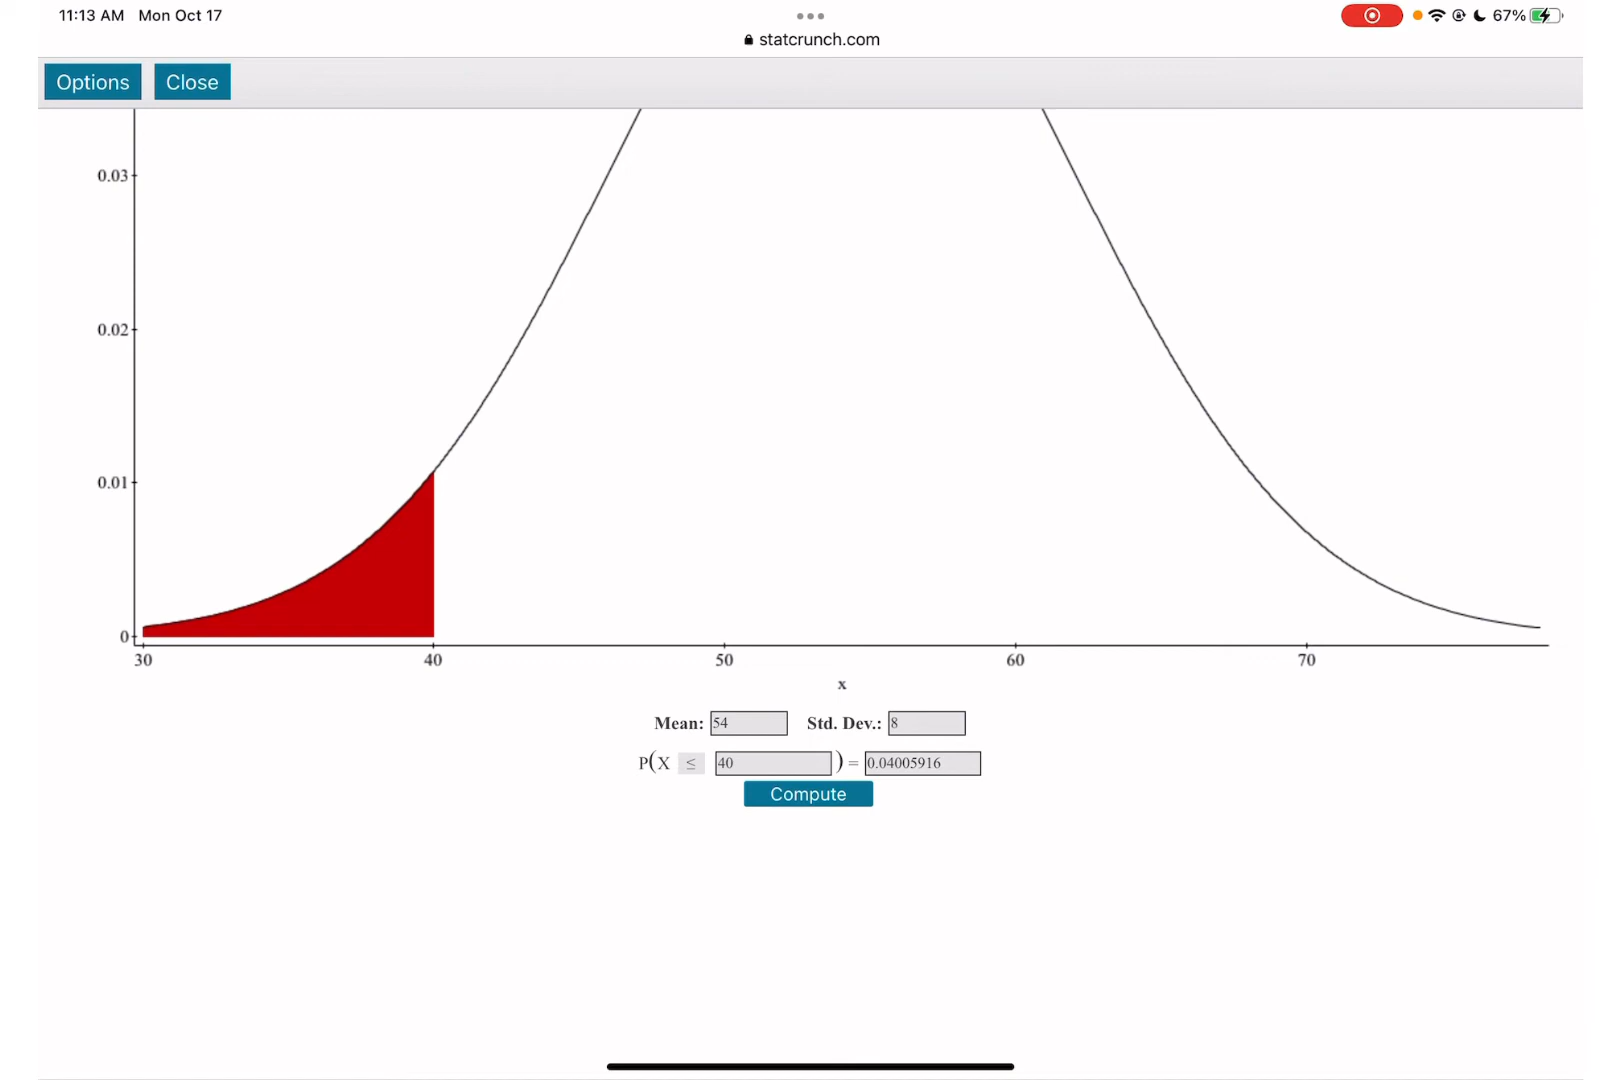 11:13 AM Mon Oct 17
67%
statcrunch.com
Options Close
0.03
0.02
0.01
0
30 40 50 60 70
x
Mean: 54 Std. Dev.: 8
P(X ≤ 40 ) = 0.04005916
Compute